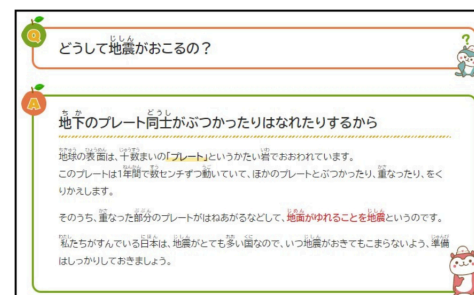 Q
どうして地震がおこるの？
?
A
地下のプレート同士がぶつかったりはなれたりするから
地球の表面は、十数まいの「プレート」というかたい岩でおおわれています。
このプレートは1年間で数センチずつ動いていて、ほかのプレートとぶつかったり、重なったり、をく
りかえします。
そのうち、重なった部分のプレートがはねあがるなどして、地面がゆれることを地震というのです。
私たちがすんでいる日本は、地震がとても多い国なので、いつ地震がおきてもこまらないよう、準備
はしっかりしておきましょう。